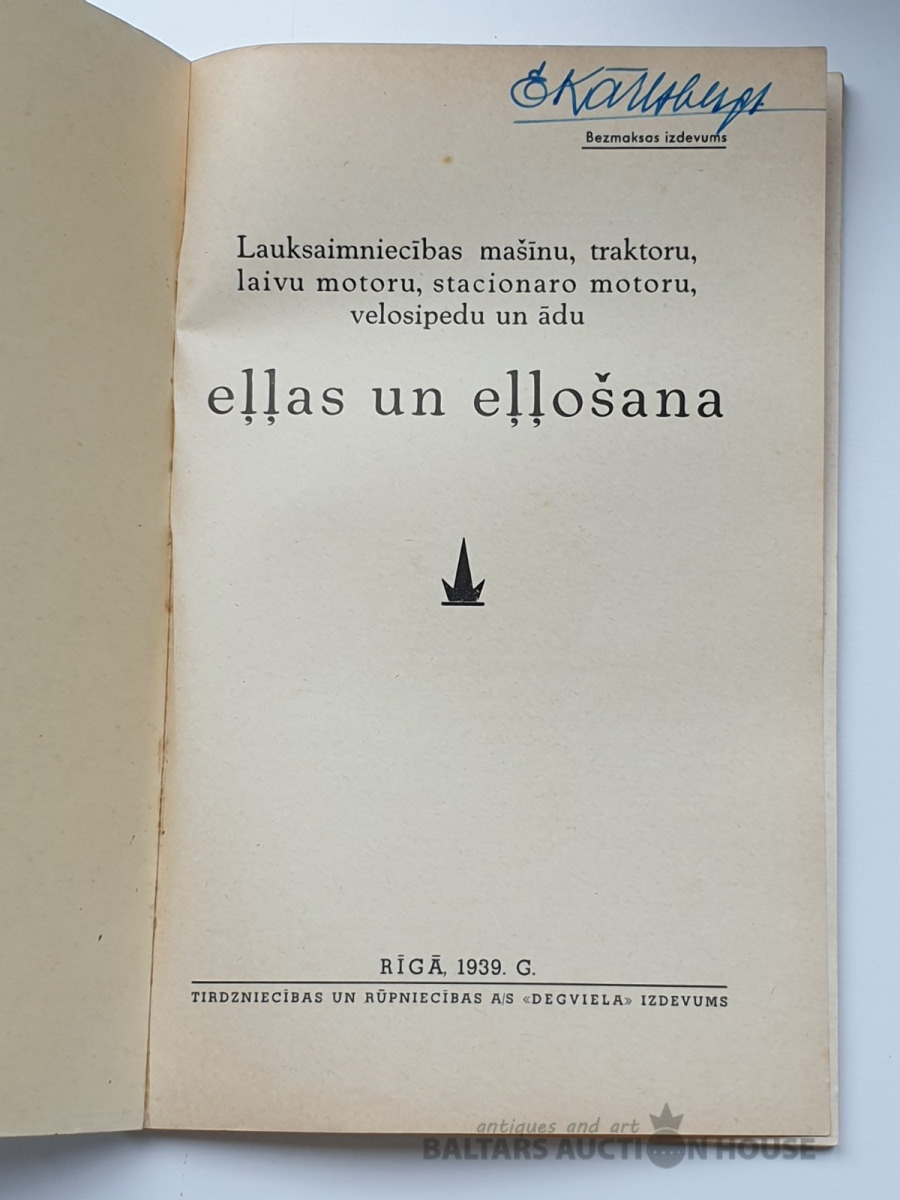 Bezmaksas izdevums
Lauksaimniecības mašīnu, traktoru,
laivu motoru, stacionaro motoru,
velosipedu un ādu
eļļas un eļļošana
RĪGĀ, 1939. G.
TIRDZNIECĪBAS UN RŪPNIECĪBAS A/S «DEGVIELA» IZDEVUMS
antiques and art
BALTARS AUCTION HOUSE